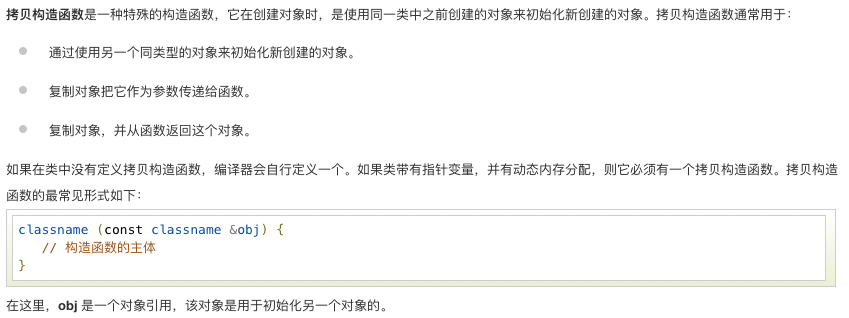 拷贝构造函数是一种特殊的构造函数，它在创建对象时，是使用同一类中之前创建的对象来初始化新创建的对象。拷贝构造函数通常用于：
通过使用另一个同类型的对象来初始化新创建的对象。
复制对象把它作为参数传递给函数。
复制对象，并从函数返回这个对象。
如果在类中没有定义拷贝构造函数，编译器会自行定义一个。如果类带有指针变量，并有动态内存分配，则它必须有一个拷贝构造函数。拷贝构造
函数的最常见形式如下：
classname (const classname &obj) {
   // 构造函数的主体
}
在这里，obj 是一个对象引用，该对象是用于初始化另一个对象的。